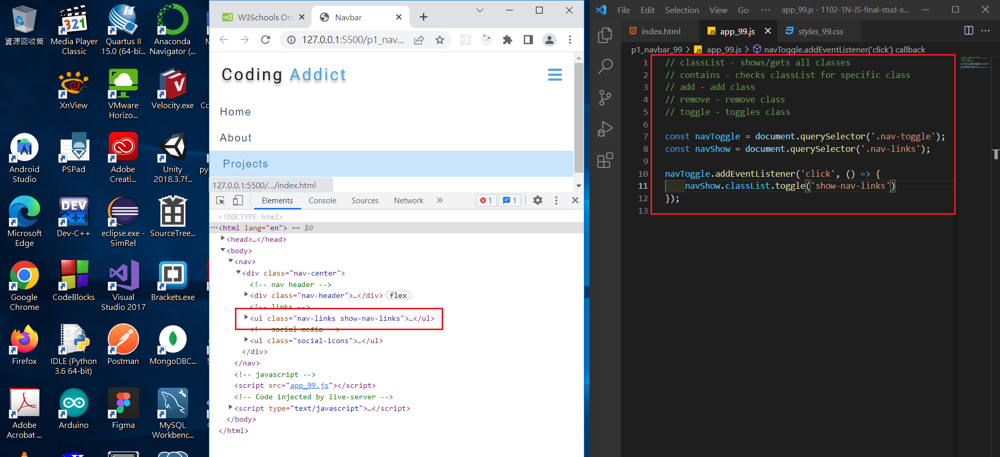 資源回收筒
Media Player
Classic
Quartus II
15.0 (64-bi...
Anaconda
Navigator (...
XnView
VMware
Horizo...
Velocity.exe
Co
Android
Studio
PSPad
Adobe
Creati...
Unity
2018.3.7f...
py
Microsoft
Edge
Dev-C++
eclipse.exe -
SimRel
SourceTree...
Google
Chrome
CodeBlocks
Visual
Studio 2017
Brackets.exe
Firefox
IDLE (Python
3.6 64-bit)
Postman
MongoDBC...
Adobe
Acrobat ...
Arduino
Figma
MySQL
Workbenc...
W3Schools Onl
Navbar
127.0.0.1:5500/p1_nav...
Coding Addict
Home
About
Projects
127.0.0.1:5500/.../index.html
Elements Console Sources Network » 1 1
<!DOCTYPE html>
<html lang="en"> == $0
<head>…</head>
<body>
<nav>
<div class="nav-center">
<!-- nav header -->
<div class="nav-header">…</div> flex
<!-- links -->
<ul class="nav-links show-nav-links">…</ul>
<!-- social media -->
<ul class="social-icons">…</ul>
</div>
</nav>
<!-- javascript -->
<script src="app_99.js"></script>
<!-- Code injected by live-server -->
<script type="text/javascript">…</script>
</body>
</html>
File Edit Selection View Go ··· app_99.js - 1102-1N-JS-final-stud-x...
index.html
JS app_99.js
styles_99.css
p1_navbar_99 > JS app_99.js > navToggle.addEventListener('click') callback
1 // classList - shows/gets all classes
2 // contains - checks classList for specific class
3 // add - add class
4 // remove - remove class
5 // toggle - toggles class
6
7 const navToggle = document.querySelector('.nav-toggle');
8 const navShow = document.querySelector('.nav-links');
9
10 navToggle.addEventListener('click', () => {
11 navShow.classList.toggle('show-nav-links')
12 });
13